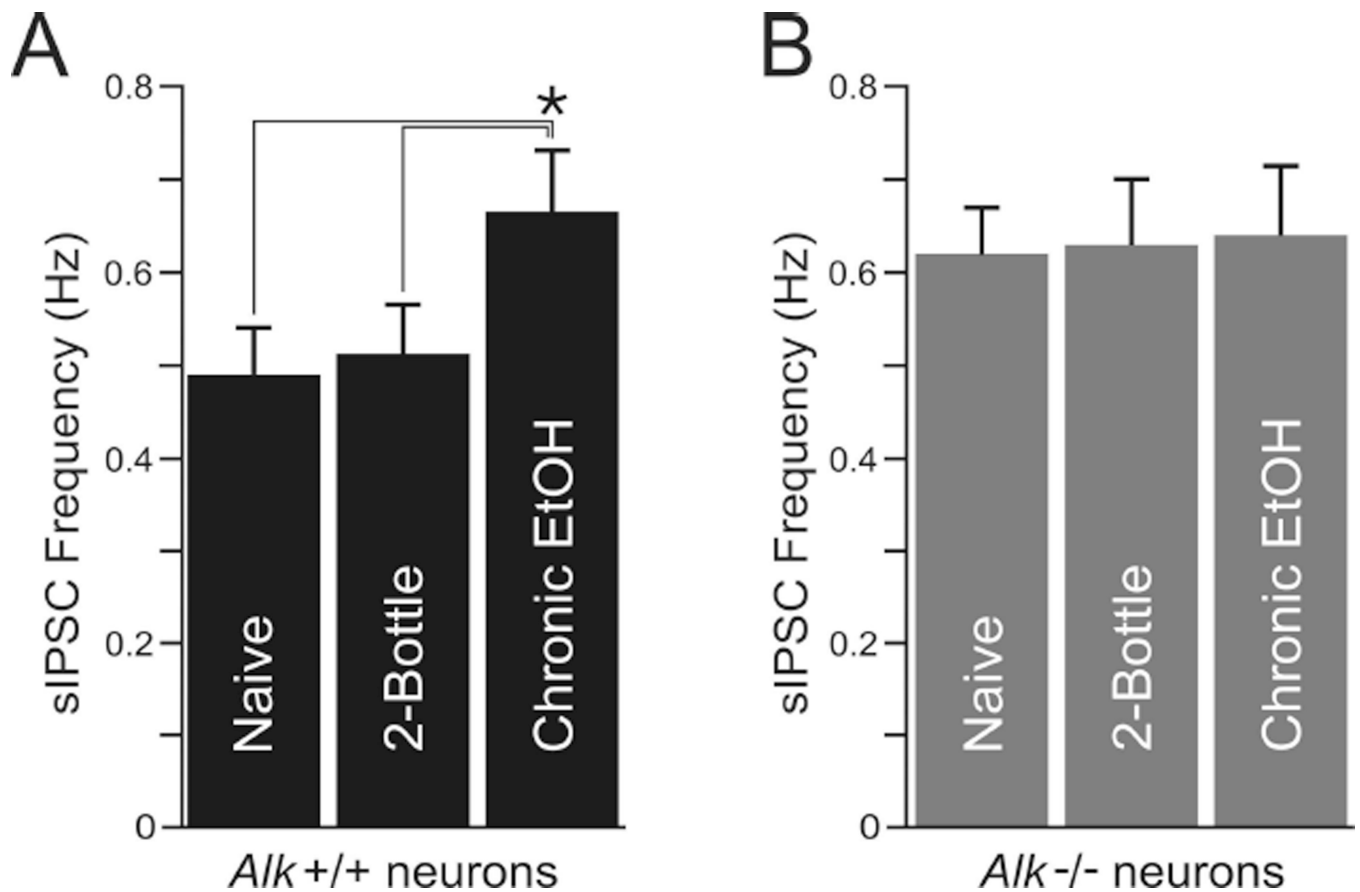 A
sIPSC Frequency (Hz)
0.8
0.6
0.4
0.2
0
*
Naive
2-Bottle
Chronic EtOH
Alk +/+ neurons
B
sIPSC Frequency (Hz)
0.8
0.6
0.4
0.2
0
Naive
2-Bottle
Chronic EtOH
Alk -/- neurons